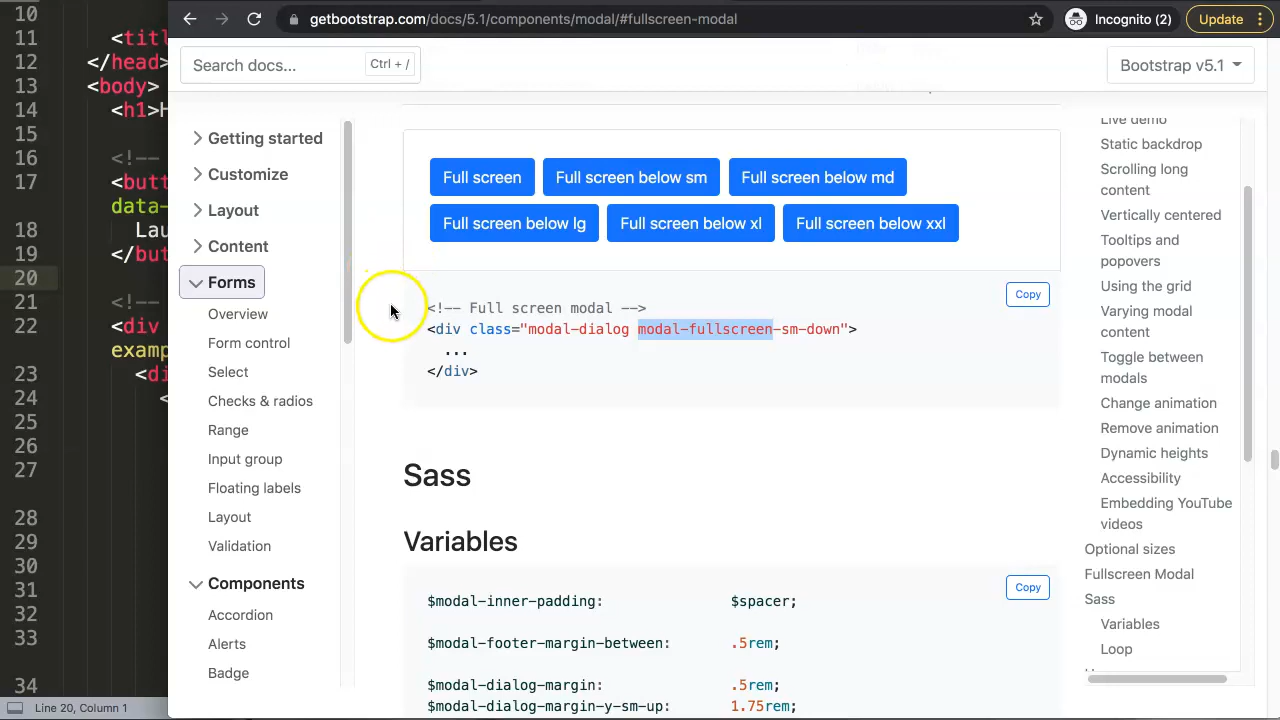 10
11 <titl
12 </head>
13 <body>
14 <h1>H
15
16 <!--
17 <butt
data-
18 Lau
19 </but
20
21 <!--
22 <div
examp
23 <di
24 <
25
26
27
28
29
30
31
32
33
34
Line 20, Column 1
getbootstrap.com/docs/5.1/components/modal/#fullscreen-modal
Incognito (2)
Update
Search docs...
Ctrl + /
Bootstrap v5.1
Getting started
Customize
Layout
Content
Forms
Overview
Form control
Select
Checks & radios
Range
Input group
Floating labels
Layout
Validation
Components
Accordion
Alerts
Badge
Full screen Full screen below sm Full screen below md
Full screen below lg Full screen below xl Full screen below xxl
Copy
<!-- Full screen modal -->
<div class="modal-dialog modal-fullscreen-sm-down">
...
</div>
Sass
Variables
Copy
$modal-inner-padding: $spacer;
$modal-footer-margin-between: .5rem;
$modal-dialog-margin: .5rem;
$modal-dialog-margin-y-sm-up: 1.75rem;
Live demo
Static backdrop
Scrolling long
content
Vertically centered
Tooltips and
popovers
Using the grid
Varying modal
content
Toggle between
modals
Change animation
Remove animation
Dynamic heights
Accessibility
Embedding YouTube
videos
Optional sizes
Fullscreen Modal
Sass
Variables
Loop